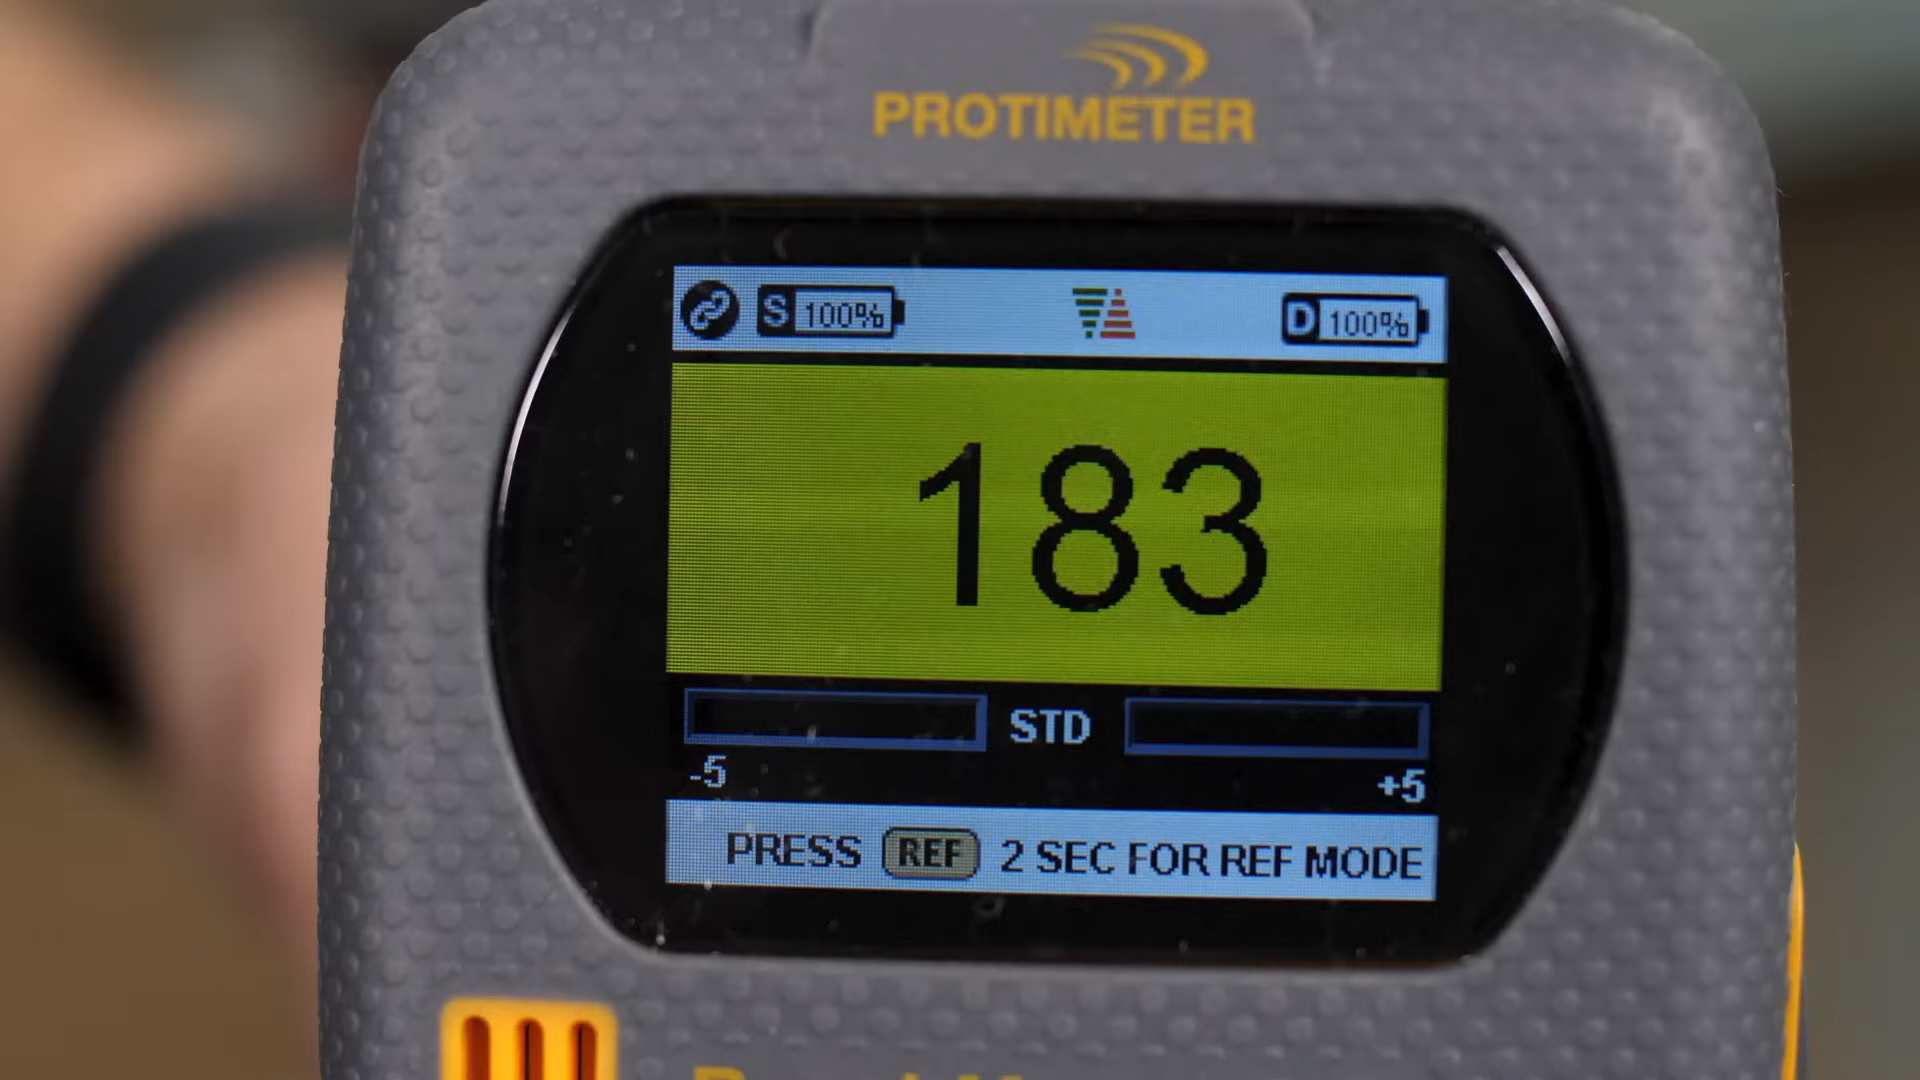 PROTIMETER
S 100% D 100%
183
STD
-5 +5
PRESS REF 2 SEC FOR REF MODE